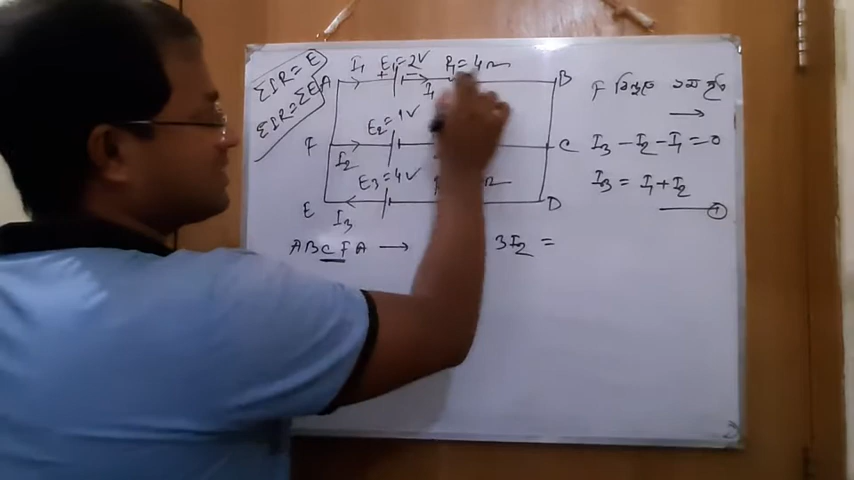 ΣIR = E
ΣIR = ΣE
A I₁ E₁=2V R₁=4Ω B
+ −
I₁
F I₂ E₂=1V C
E I₃ E₃=4V D
F বিন্দুতে
I₃ − I₂ − I₁ = 0
I₃ = I₁ + I₂
①
ABCFA → 3I₂ =